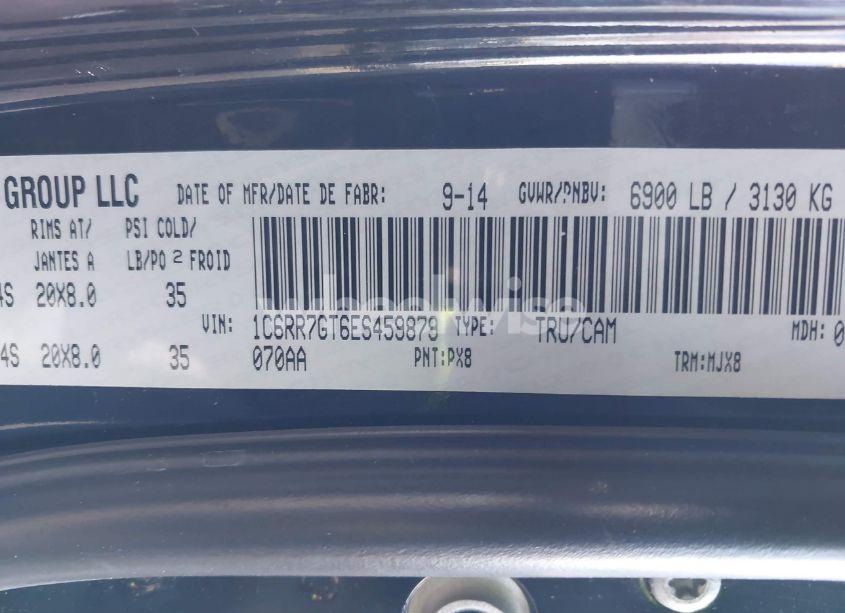 GROUP LLC DATE OF MFR/DATE DE FABR: 9-14 GVWR/PNBV: 6900 LB / 3130 KG
RIMS AT/ PSI COLD/
JANTES A LB/PO 2 FROID
4S 20X8.0 35
wheelwise
VIN: 1C6RR7GT6ES459879 TYPE: TRU/CAM MDH: 0
4S 20X8.0 35 070AA PNT:PX8 TRM:MJX8